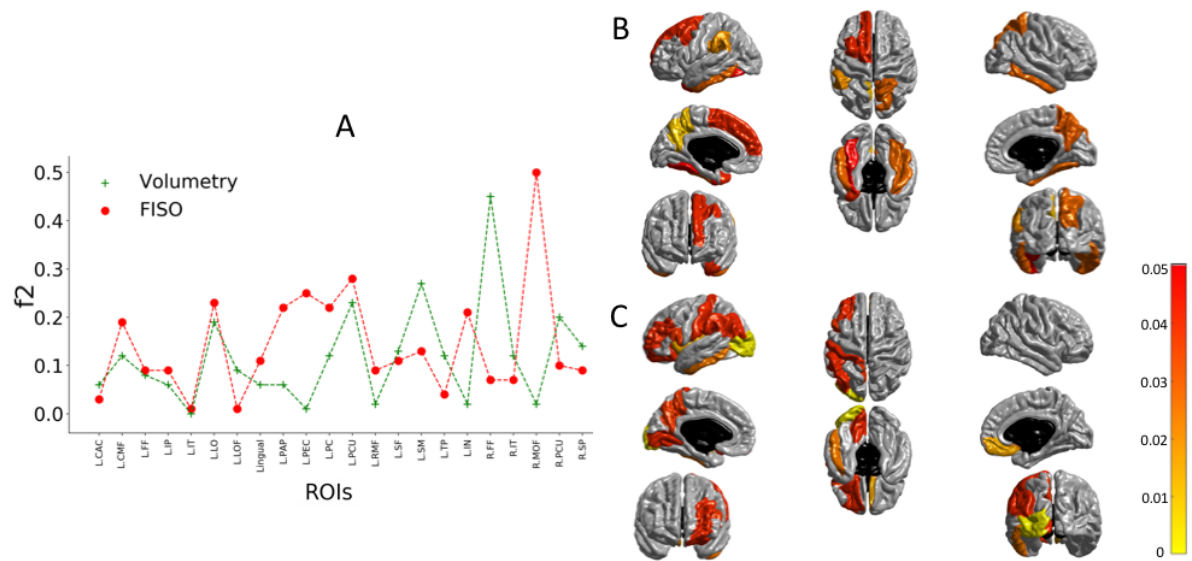 A
Volumetry
FISO
f2
0.5
0.4
0.3
0.2
0.1
0.0
L.CAC
L.CMF
L.FF
L.IP
L.IT
L.LO
L.LOF
Lingual
L.PAP
L.PEC
L.PC
L.PCU
L.RMF
L.SF
L.SM
L.TP
L.IN
R.FF
R.IT
R.MOF
R.PCU
R.SP
ROIs
B
C
0.05
0.04
0.03
0.02
0.01
0